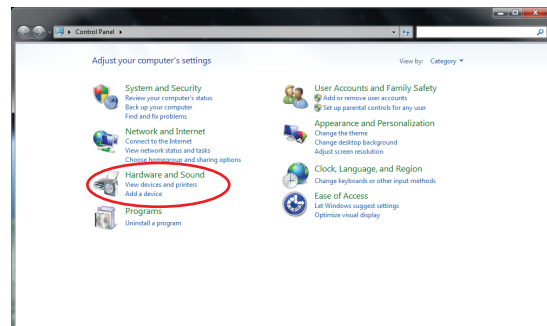 Control Panel
Adjust your computer's settings
View by: Category
System and Security
Review your computer's status
Back up your computer
Find and fix problems
Network and Internet
Connect to the Internet
View network status and tasks
Choose homegroup and sharing options
Hardware and Sound
View devices and printers
Add a device
Programs
Uninstall a program
User Accounts and Family Safety
Add or remove user accounts
Set up parental controls for any user
Appearance and Personalization
Change the theme
Change desktop background
Adjust screen resolution
Clock, Language, and Region
Change keyboards or other input methods
Ease of Access
Let Windows suggest settings
Optimize visual display